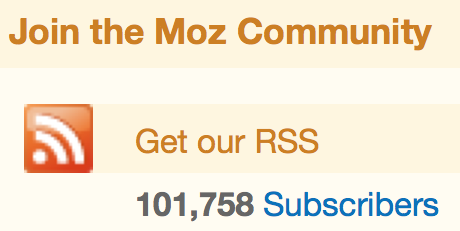 Join the Moz Community
Get our RSS
101,758 Subscribers